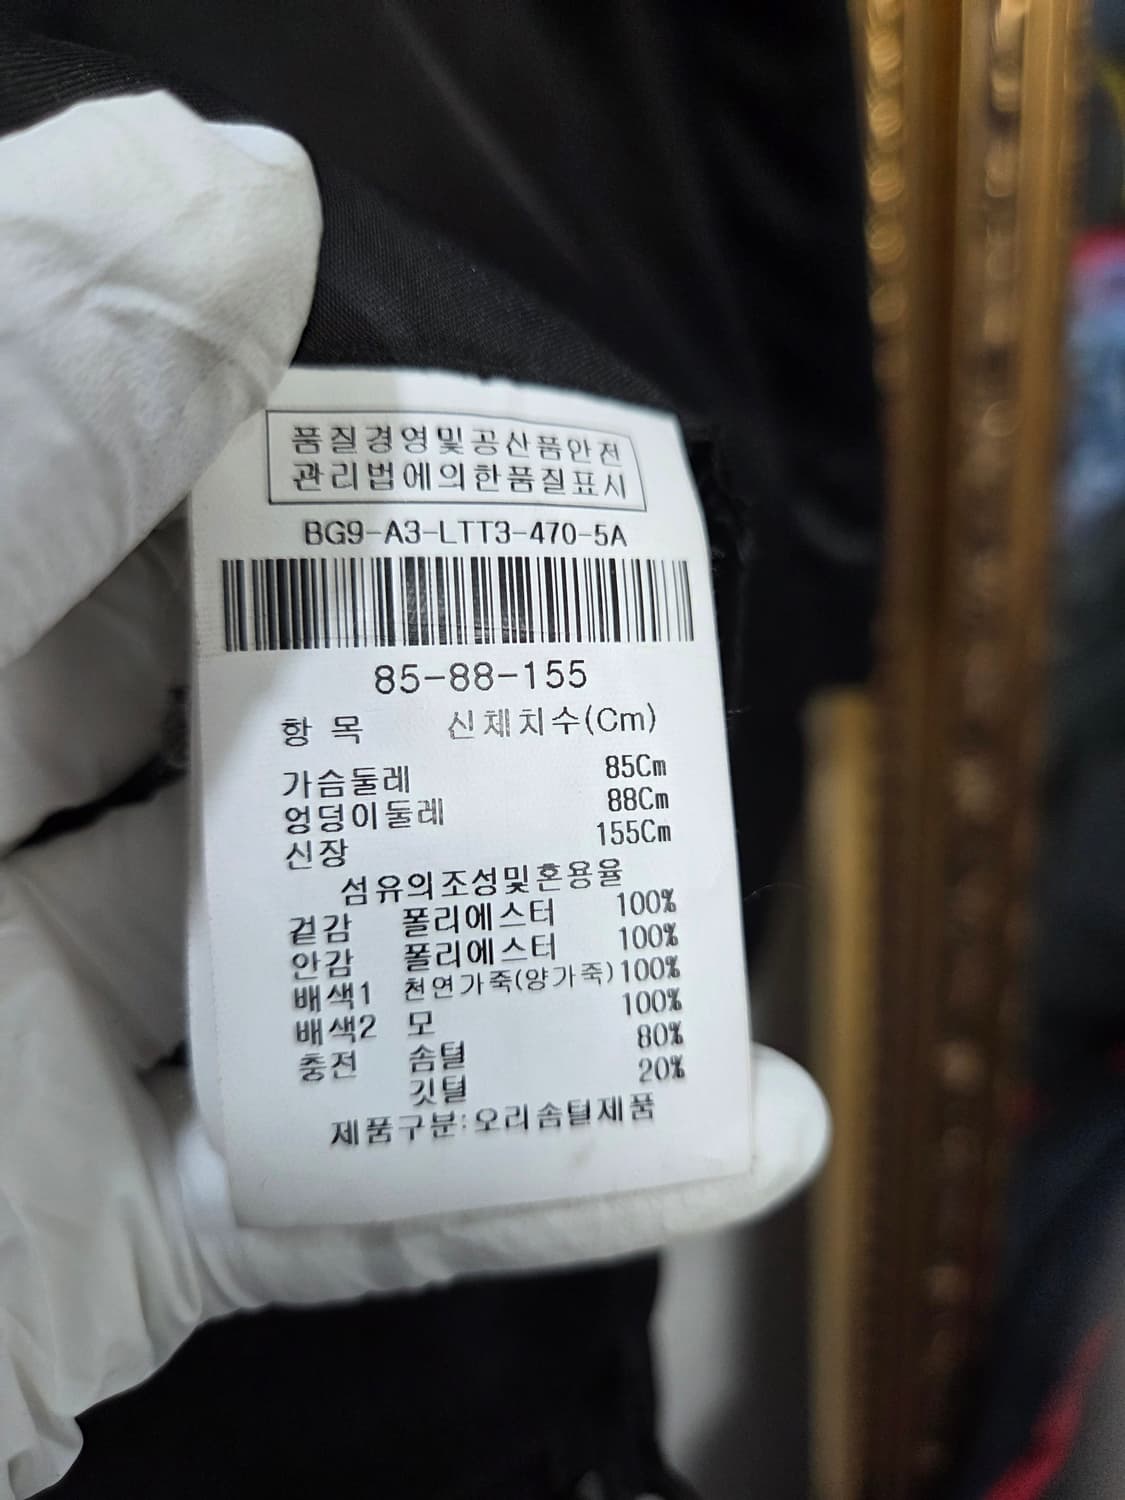 품질경영및공산품안전
관리법에의한품질표시
BG9-A3-LTT3-470-5A
85-88-155
항 목 신체치수(Cm)
가슴둘레 85Cm
엉덩이둘레 88Cm
신장 155Cm
섬유의조성및혼용율
겉감 폴리에스터 100%
안감 폴리에스터 100%
배색1 천연가죽(양가죽) 100%
배색2 모 100%
충전 솜털 80%
깃털 20%
제품구분:오리솜털제품